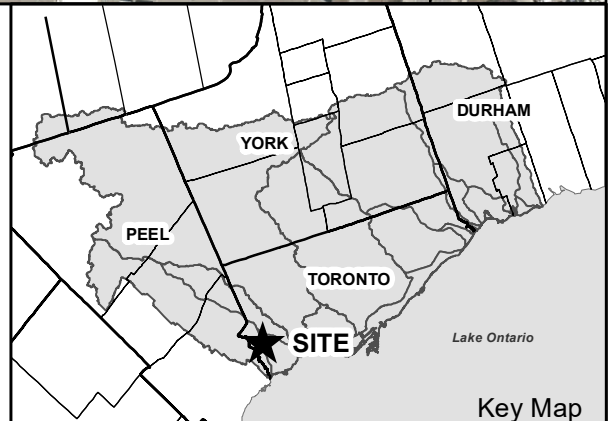 DURHAM
YORK
PEEL
TORONTO
SITE
Lake Ontario
Key Map